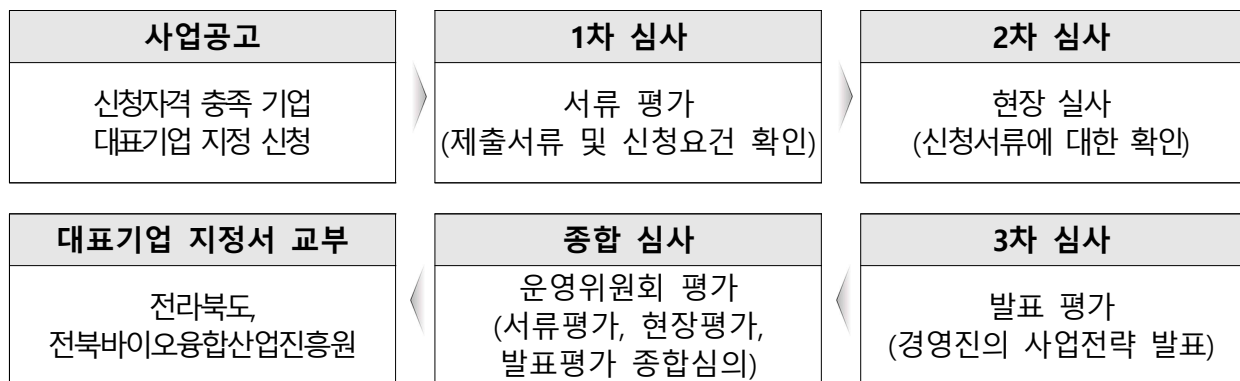 사업공고
신청자격 충족 기업
대표기업 지정 신청
1차 심사
서류 평가
(제출서류 및 신청요건 확인)
2차 심사
현장 실사
(신청서류에 대한 확인)
3차 심사
발표 평가
(경영진의 사업전략 발표)
종합 심사
운영위원회 평가
(서류평가, 현장평가,
발표평가 종합심의)
대표기업 지정서 교부
전라북도,
전북바이오융합산업진흥원